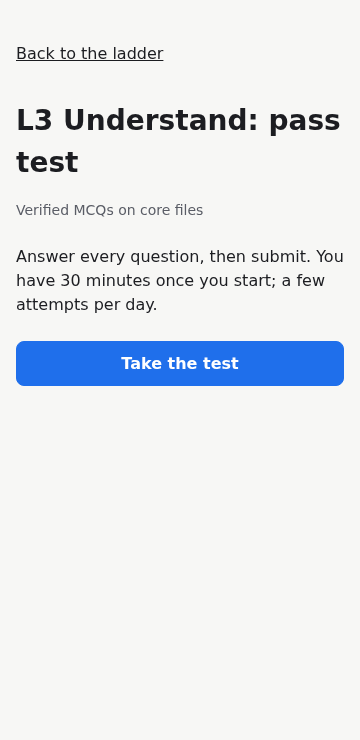 Back to the ladder
L3 Understand: pass
test
Verified MCQs on core files
Answer every question, then submit. You
have 30 minutes once you start; a few
attempts per day.
Take the test